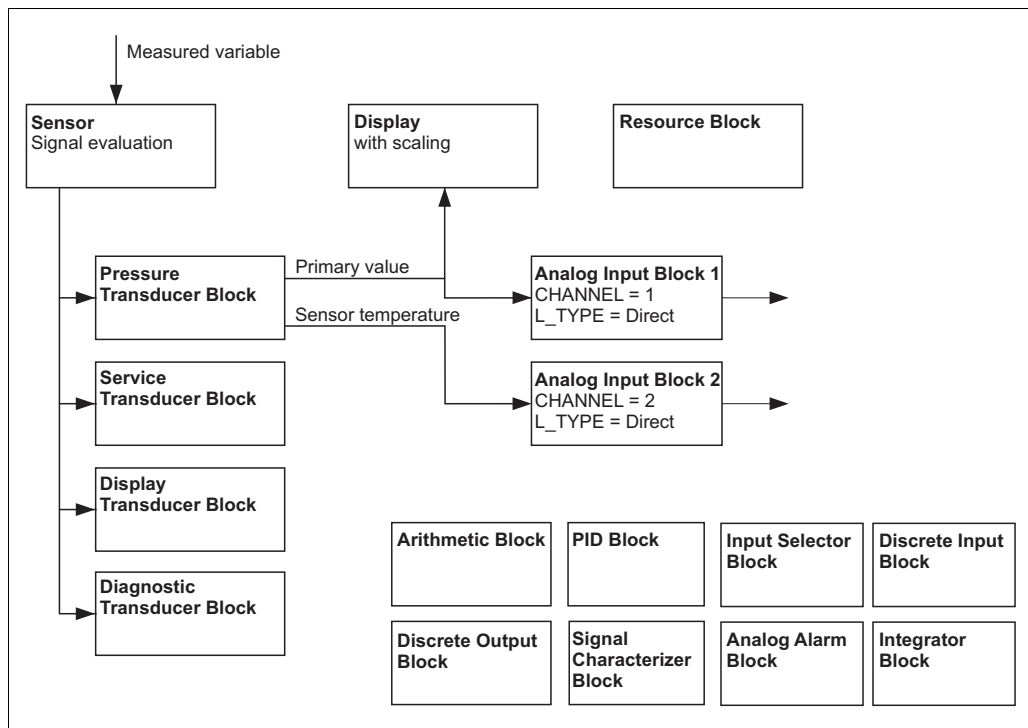 Measured variable
Sensor
Signal evaluation
Display
with scaling
Resource Block
Pressure
Transducer Block
Primary value
Sensor temperature
Analog Input Block 1
CHANNEL = 1
L_TYPE = Direct
Service
Transducer Block
Analog Input Block 2
CHANNEL = 2
L_TYPE = Direct
Display
Transducer Block
Diagnostic
Transducer Block
Arithmetic Block
PID Block
Input Selector
Block
Discrete Input
Block
Discrete Output
Block
Signal
Characterizer
Block
Analog Alarm
Block
Integrator
Block